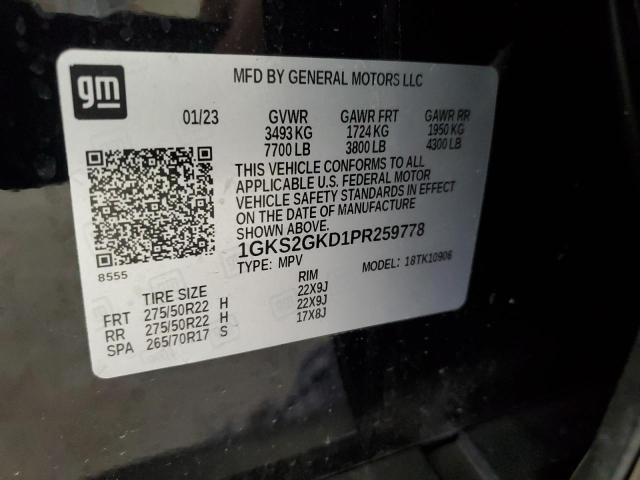 gm
MFD BY GENERAL MOTORS LLC
01/23 GVWR GAWR FRT GAWR RR
3493 KG 1724 KG 1950 KG
7700 LB 3800 LB 4300 LB
THIS VEHICLE CONFORMS TO ALL
APPLICABLE U.S. FEDERAL MOTOR
VEHICLE SAFETY STANDARDS IN EFFECT
ON THE DATE OF MANUFACTURE
SHOWN ABOVE.
1GKS2GKD1PR259778
8555
TYPE: MPV MODEL: 18TK10906
TIRE SIZE RIM
FRT 275/50R22 H 22X9J
RR 275/50R22 H 22X9J
SPA 265/70R17 S 17X8J